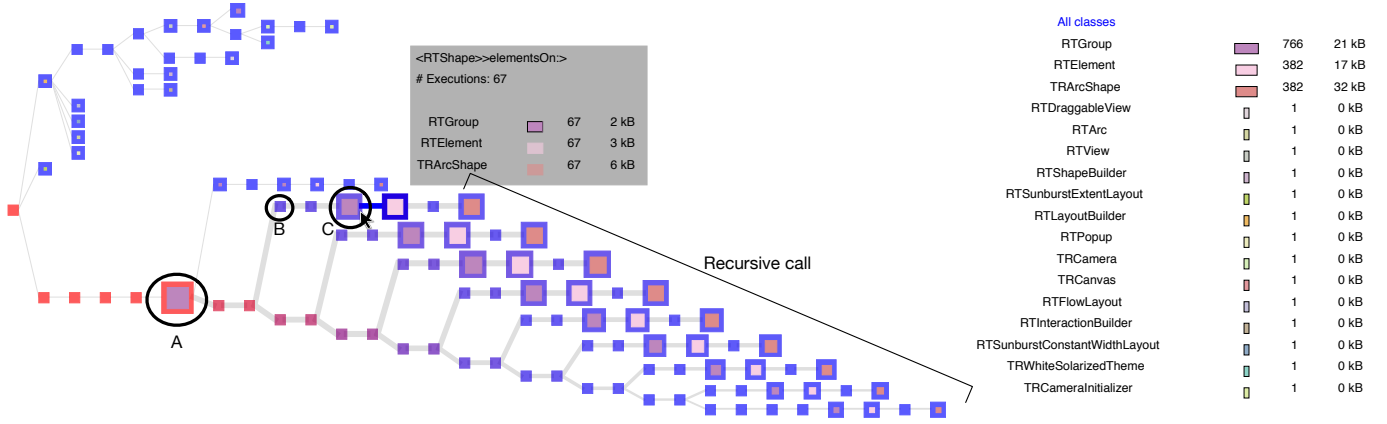 <RTShape>>elementsOn:>
# Executions: 67
RTGroup 67 2 kB
RTElement 67 3 kB
TRArcShape 67 6 kB
A
B
C
Recursive call
All classes
RTGroup 766 21 kB
RTElement 382 17 kB
TRArcShape 382 32 kB
RTDraggableView 1 0 kB
RTArc 1 0 kB
RTView 1 0 kB
RTShapeBuilder 1 0 kB
RTSunburstExtentLayout 1 0 kB
RTLayoutBuilder 1 0 kB
RTPopup 1 0 kB
TRCamera 1 0 kB
TRCanvas 1 0 kB
RTFlowLayout 1 0 kB
RTInteractionBuilder 1 0 kB
RTSunburstConstantWidthLayout 1 0 kB
TRWhiteSolarizedTheme 1 0 kB
TRCameraInitializer 1 0 kB